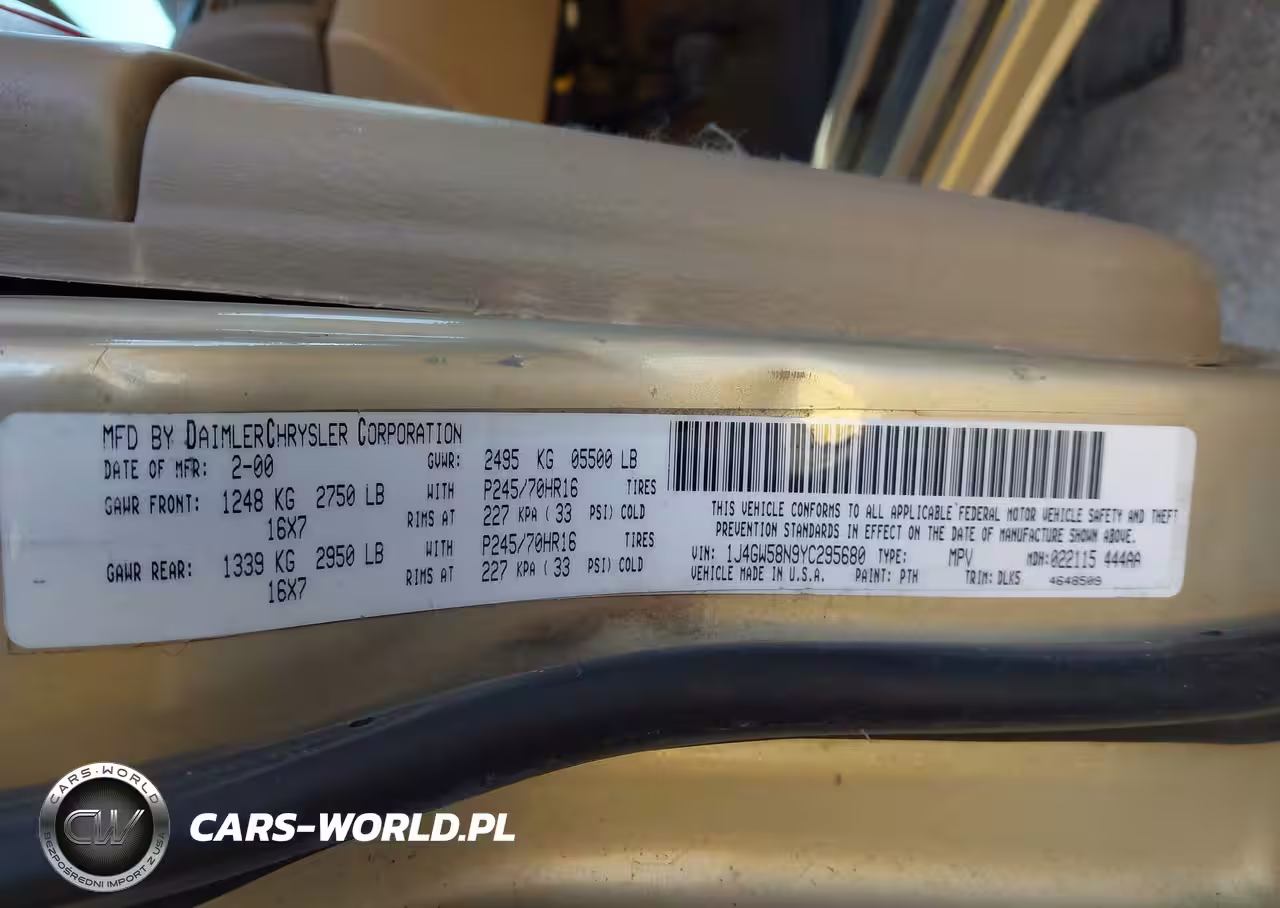 MFD BY DAIMLERCHRYSLER CORPORATION
DATE OF MFR: 2-00 GVWR: 2495 KG 05500 LB
GAWR FRONT: 1248 KG 2750 LB WITH P245/70HR16 TIRES
16X7 RIMS AT 227 KPA ( 33 PSI) COLD
GAWR REAR: 1339 KG 2950 LB WITH P245/70HR16 TIRES
16X7 RIMS AT 227 KPA ( 33 PSI) COLD
THIS VEHICLE CONFORMS TO ALL APPLICABLE FEDERAL MOTOR VEHICLE SAFETY AND THEFT
PREVENTION STANDARDS IN EFFECT ON THE DATE OF MANUFACTURE SHOWN ABOVE.
VIN: 1J4GW58N9YC295680 TYPE: MPV MDH: 022115 444AA
VEHICLE MADE IN U.S.A. PAINT: PTH TRIM: DLK5 4648509
CARS-WORLD
CW
BEZPOŚREDNI IMPORT Z USA
CARS-WORLD.PL